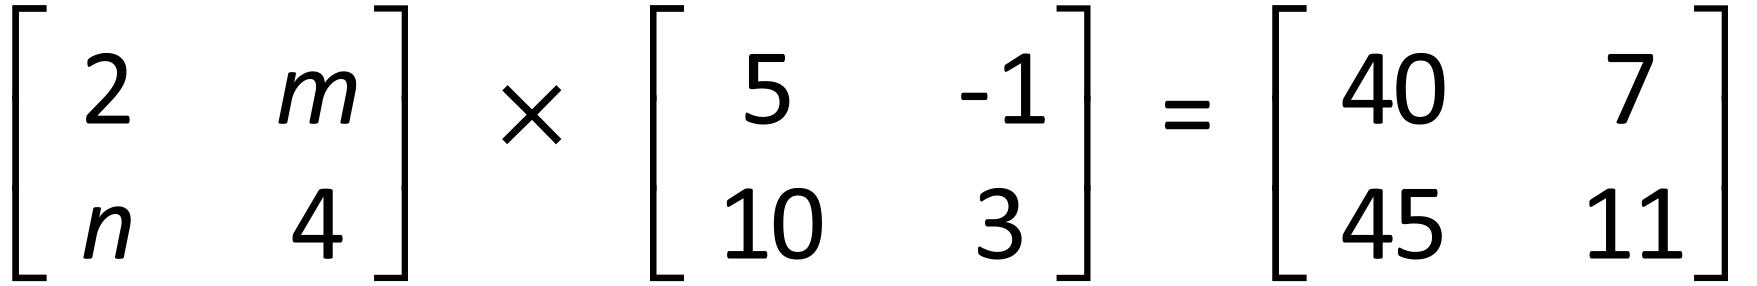 [ 2 m ] × [ 5 -1 ] = [ 40 7 ]
[ n 4 ] [ 10 3 ] [ 45 11 ]